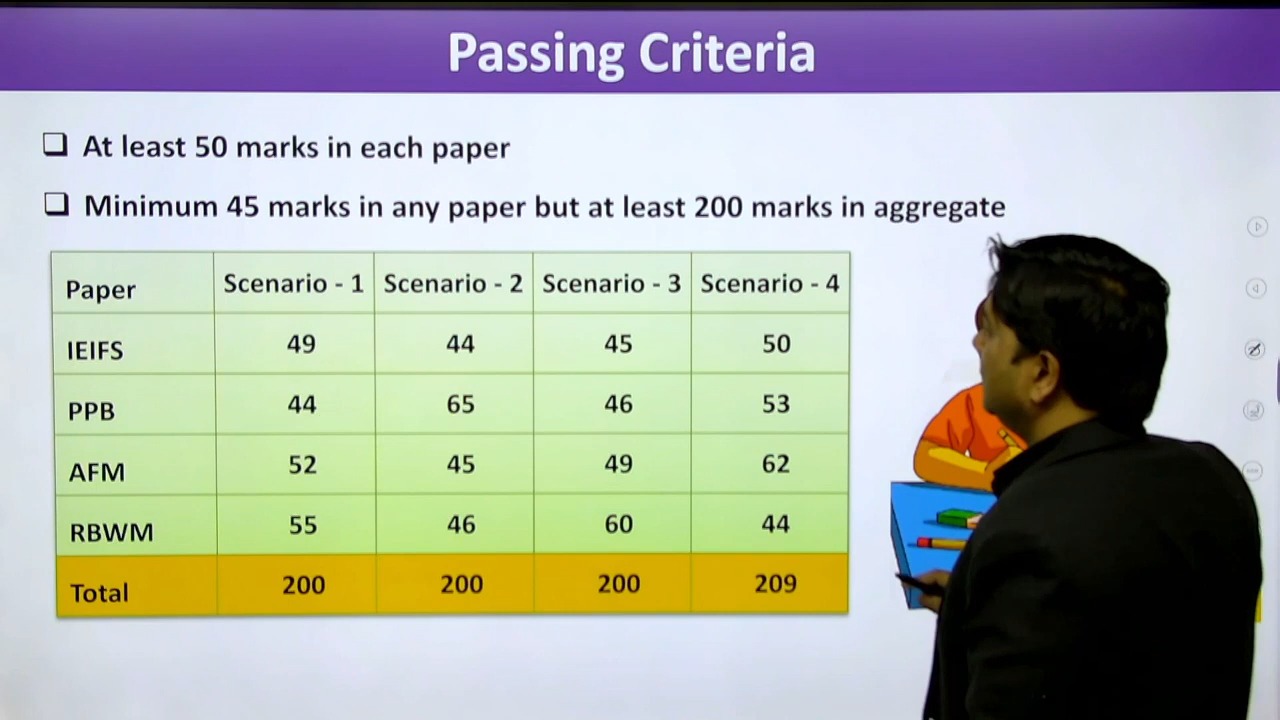 Passing Criteria
At least 50 marks in each paper
Minimum 45 marks in any paper but at least 200 marks in aggregate
Paper Scenario - 1 Scenario - 2 Scenario - 3 Scenario - 4
IEIFS 49 44 45 50
PPB 44 65 46 53
AFM 52 45 49 62
RBWM 55 46 60 44
Total 200 200 200 209